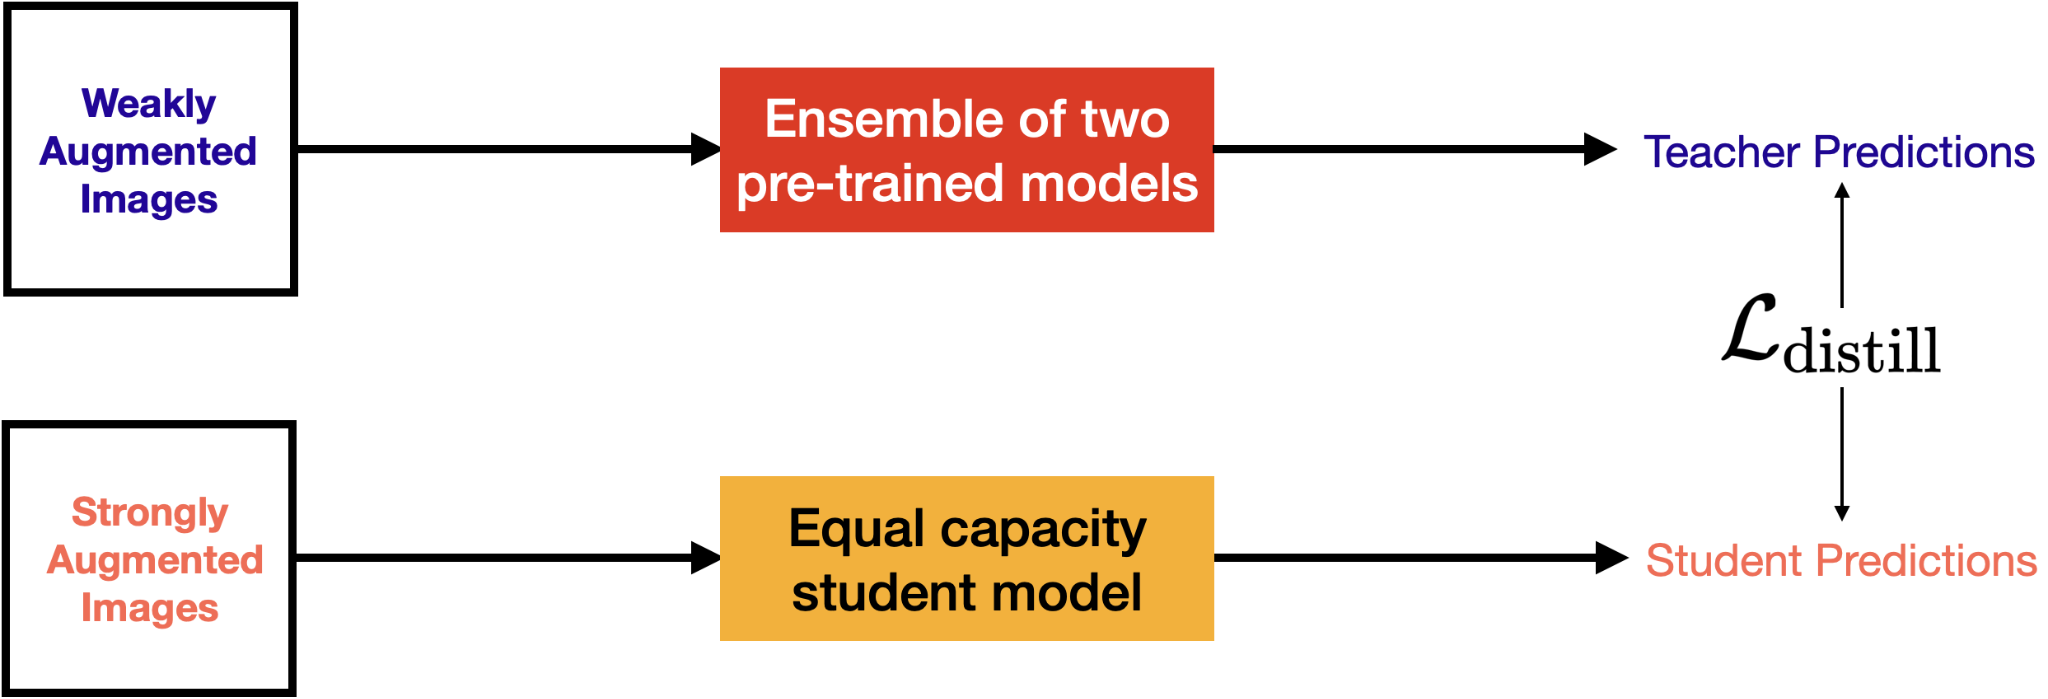 Weakly
Augmented
Images
Ensemble of two
pre-trained models
Teacher Predictions
ℒdistill
Strongly
Augmented
Images
Equal capacity
student model
Student Predictions